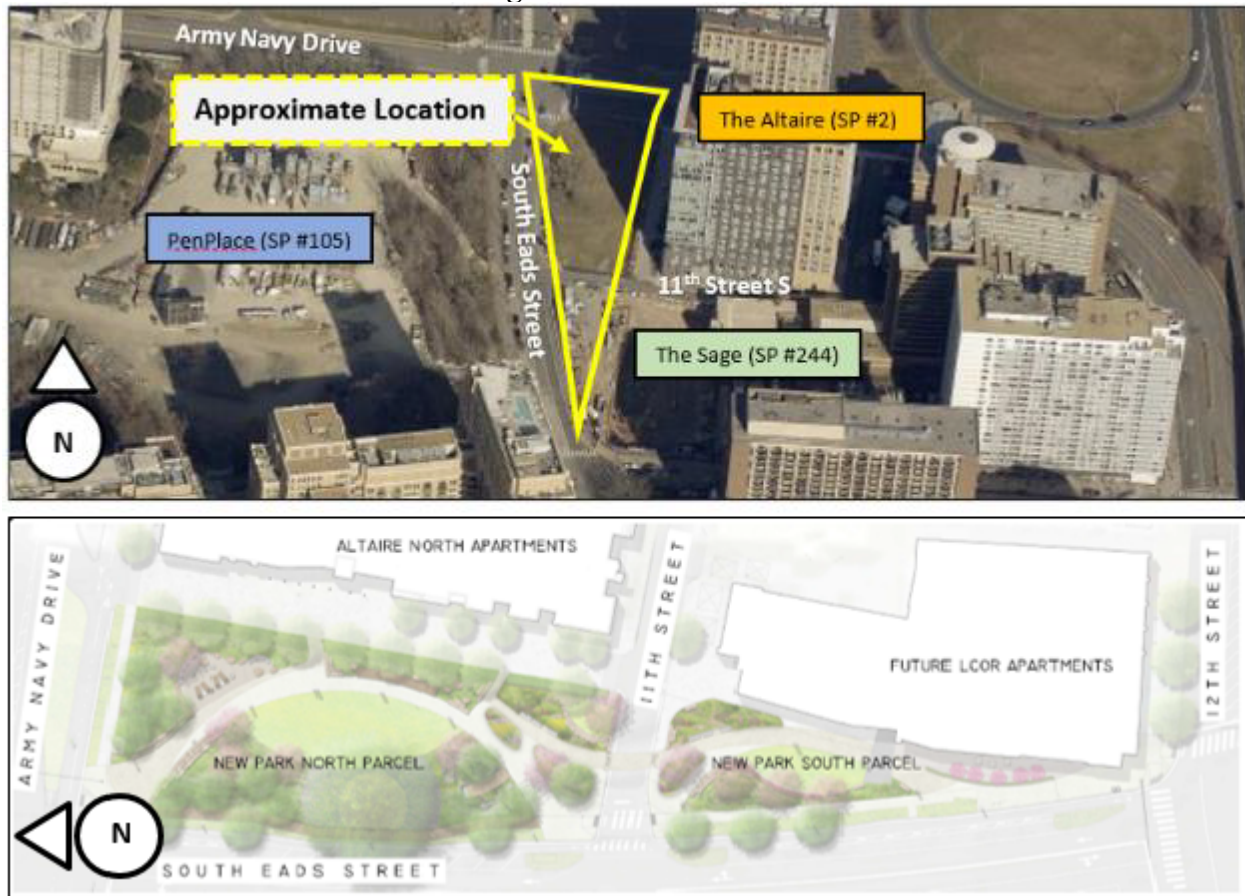 Army Navy Drive
Approximate Location
The Altaire (SP #2)
South Eads Street
PenPlace (SP #105)
11th Street S
The Sage (SP #244)
N
ALTAIRE NORTH APARTMENTS
ARMY NAVY DRIVE
11TH STREET
12TH STREET
FUTURE LCOR APARTMENTS
NEW PARK NORTH PARCEL
NEW PARK SOUTH PARCEL
N
SOUTH EADS STREET